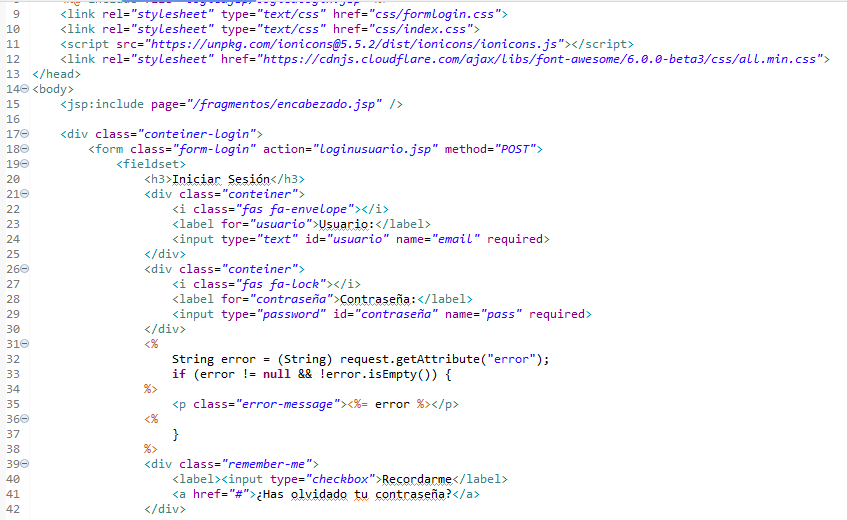 9 <link rel="stylesheet" type="text/css" href="css/formlogin.css">
10 <link rel="stylesheet" type="text/css" href="css/index.css">
11 <script src="https://unpkg.com/ionicons@5.5.2/dist/ionicons/ionicons.js"></script>
12 <link rel="stylesheet" href="https://cdnjs.cloudflare.com/ajax/libs/font-awesome/6.0.0-beta3/css/all.min.css">
13 </head>
14 <body>
15 <jsp:include page="/fragmentos/encabezado.jsp" />
16
17 <div class="conteiner-login">
18 <form class="form-login" action="loginusuario.jsp" method="POST">
19 <fieldset>
20 <h3>Iniciar Sesión</h3>
21 <div class="conteiner">
22 <i class="fas fa-envelope"></i>
23 <label for="usuario">Usuario:</label>
24 <input type="text" id="usuario" name="email" required>
25 </div>
26 <div class="conteiner">
27 <i class="fas fa-lock"></i>
28 <label for="contraseña">Contraseña:</label>
29 <input type="password" id="contraseña" name="pass" required>
30 </div>
31 <%
32 String error = (String) request.getAttribute("error");
33 if (error != null && !error.isEmpty()) {
34 %>
35 <p class="error-message"><%= error %></p>
36 <%
37 }
38 %>
39 <div class="remember-me">
40 <label><input type="checkbox">Recordarme</label>
41 <a href="#">¿Has olvidado tu contraseña?</a>
42 </div>